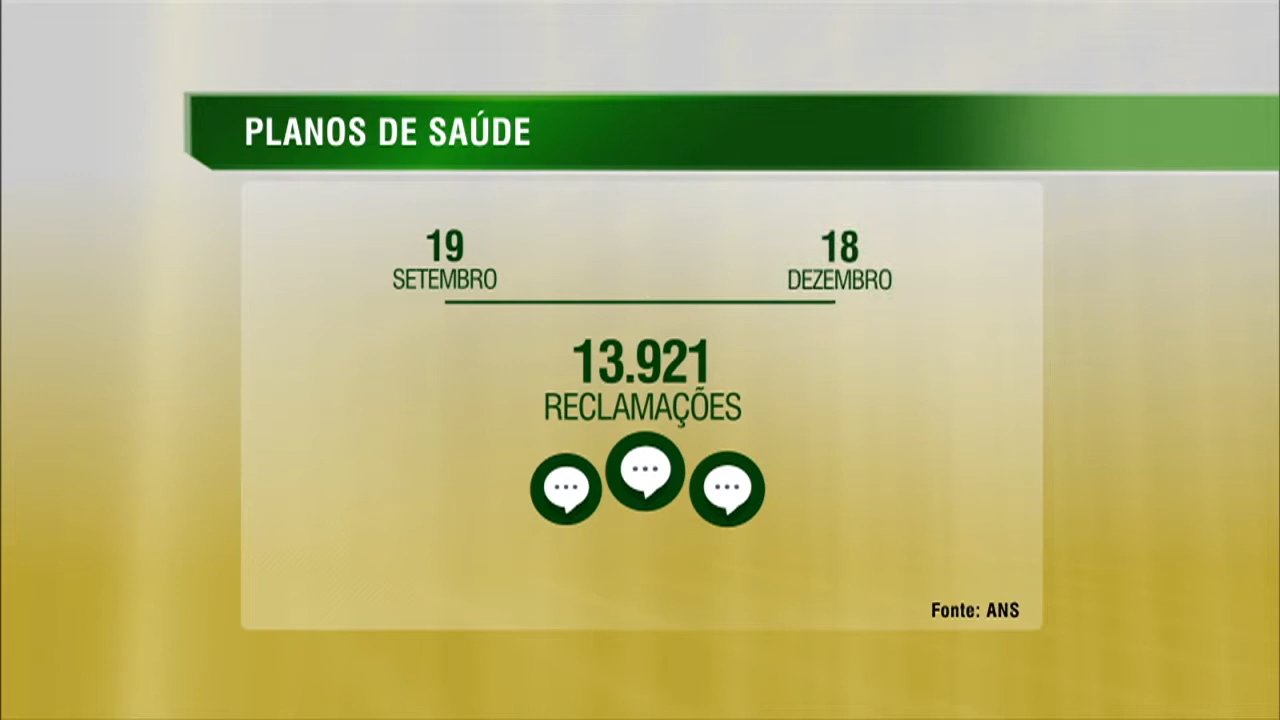 PLANOS DE SAÚDE
19
SETEMBRO
18
DEZEMBRO
13.921
RECLAMAÇÕES
Fonte: ANS